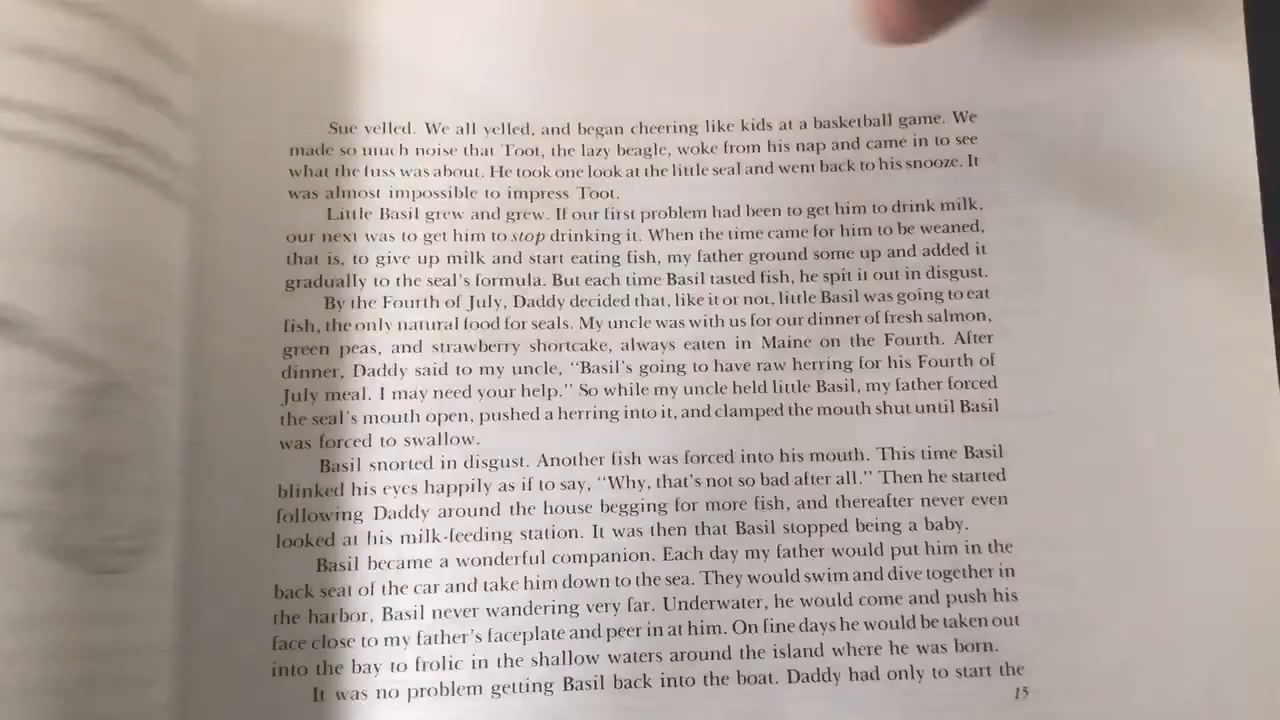 Sue yelled. We all yelled, and began cheering like kids at a basketball game. We
made so much noise that Toot, the lazy beagle, woke from his nap and came in to see
what the fuss was about. He took one look at the little seal and went back to his snooze. It
was almost impossible to impress Toot.
Little Basil grew and grew. If our first problem had been to get him to drink milk,
our next was to get him to stop drinking it. When the time came for him to be weaned,
that is, to give up milk and start eating fish, my father ground some up and added it
gradually to the seal's formula. But each time Basil tasted fish, he spit it out in disgust.
By the Fourth of July, Daddy decided that, like it or not, little Basil was going to eat
fish, the only natural food for seals. My uncle was with us for our dinner of fresh salmon,
green peas, and strawberry shortcake, always eaten in Maine on the Fourth. After
dinner, Daddy said to my uncle, "Basil's going to have raw herring for his Fourth of
July meal. I may need your help." So while my uncle held little Basil, my father forced
the seal's mouth open, pushed a herring into it, and clamped the mouth shut until Basil
was forced to swallow.
Basil snorted in disgust. Another fish was forced into his mouth. This time Basil
blinked his eyes happily as if to say, "Why, that's not so bad after all." Then he started
following Daddy around the house begging for more fish, and thereafter never even
looked at his milk-feeding station. It was then that Basil stopped being a baby.
Basil became a wonderful companion. Each day my father would put him in the
back seat of the car and take him down to the sea. They would swim and dive together in
the harbor, Basil never wandering very far. Underwater, he would come and push his
face close to my father's faceplate and peer in at him. On fine days he would be taken out
into the bay to frolic in the shallow waters around the island where he was born.
It was no problem getting Basil back into the boat. Daddy had only to start the
15